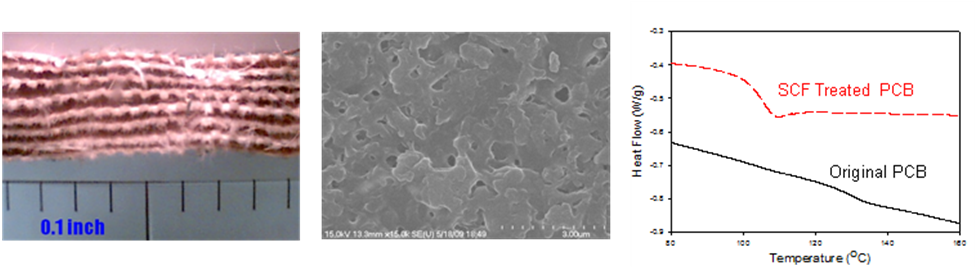 0.1 inch
15.0kV 13.3mm x15.0k SE(U) 5/18/09 18:49
3.00um
Heat Flow (W/g)
-0.3
-0.4
-0.5
-0.6
-0.7
-0.8
-0.9
SCF Treated PCB
Original PCB
80 100 120 140 160
Temperature (°C)